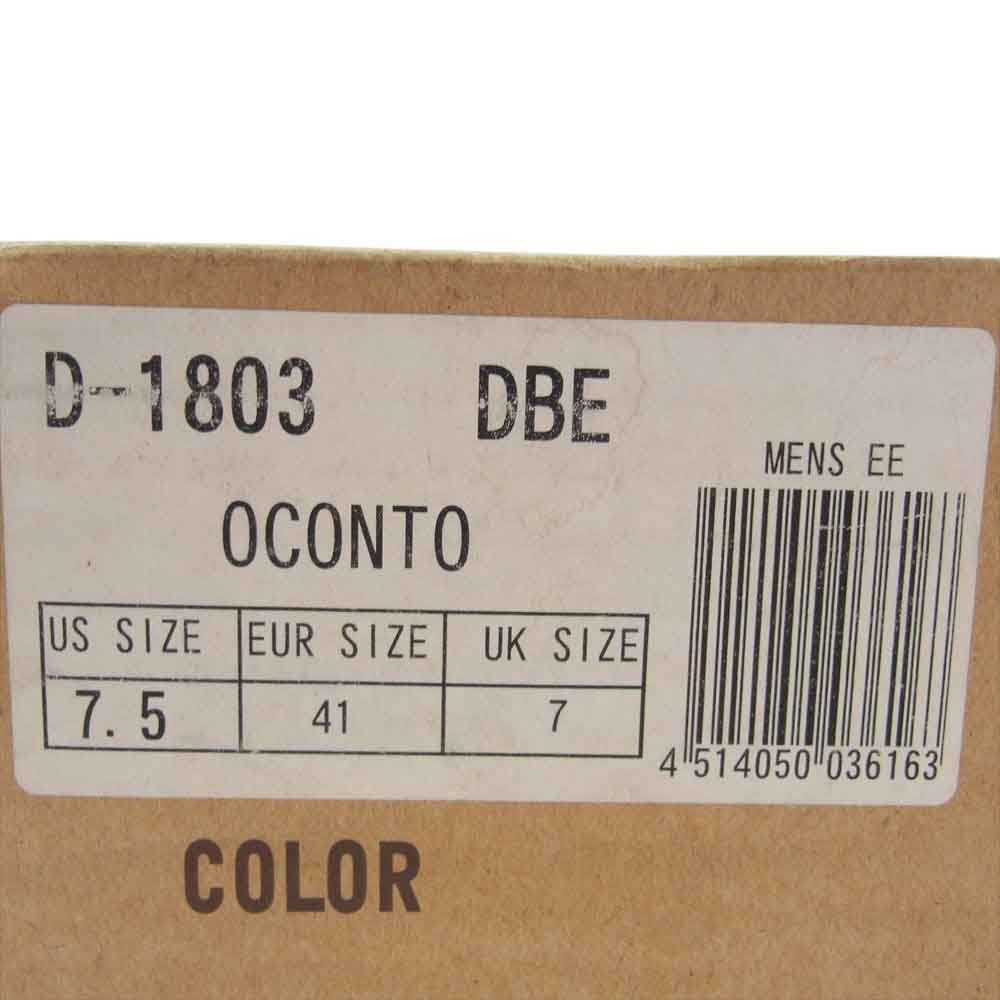 D-1803 DBE
MENS EE
OCONTO
US SIZE EUR SIZE UK SIZE
7.5 41 7
4 514050 036163
COLOR